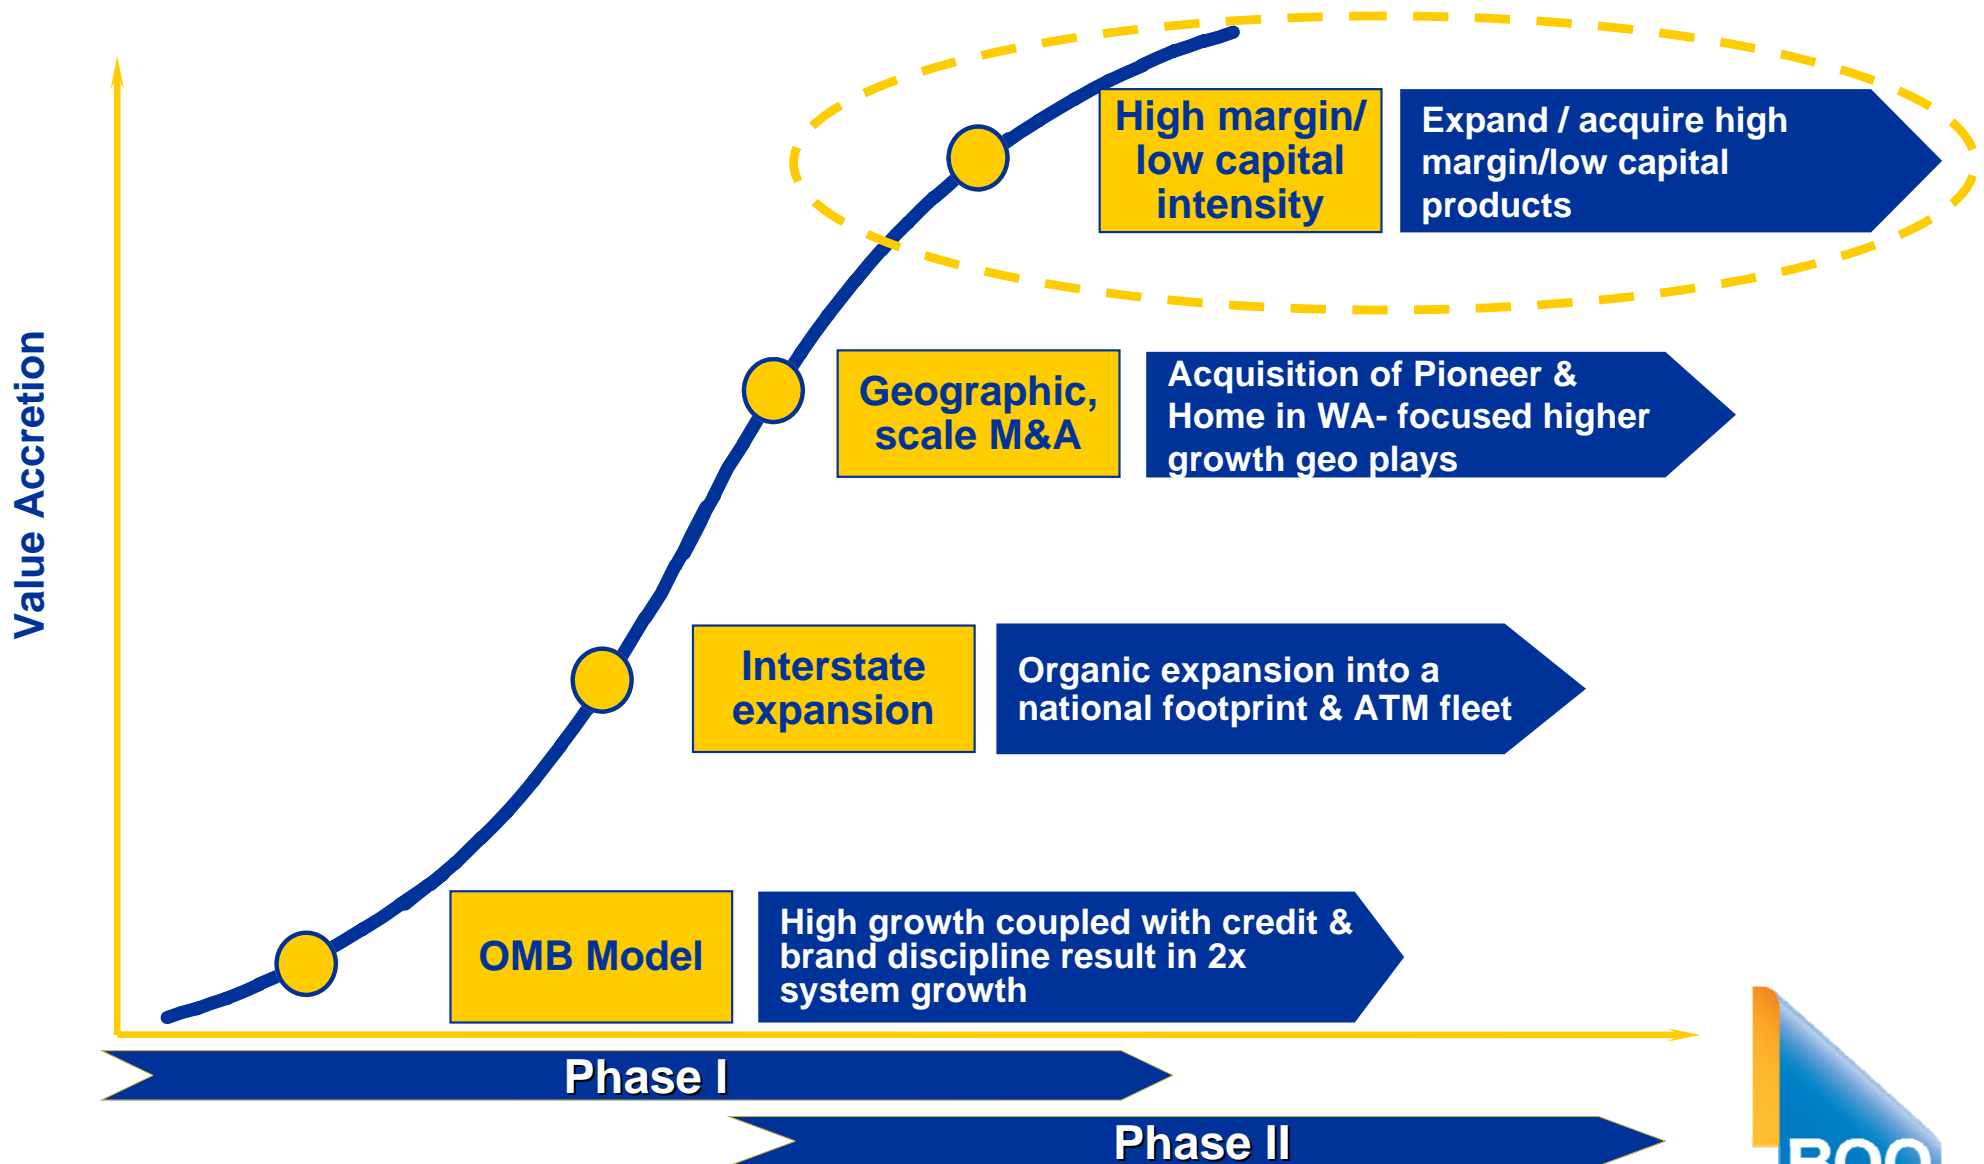 High margin/
low capital
intensity
Expand / acquire high
margin/low capital
products
Value Accretion
Geographic,
scale M&A
Acquisition of Pioneer &
Home in WA- focused higher
growth geo plays
Interstate
expansion
Organic expansion into a
national footprint & ATM fleet
OMB Model
High growth coupled with credit &
brand discipline result in 2x
system growth
Phase I
Phase II
BOQ